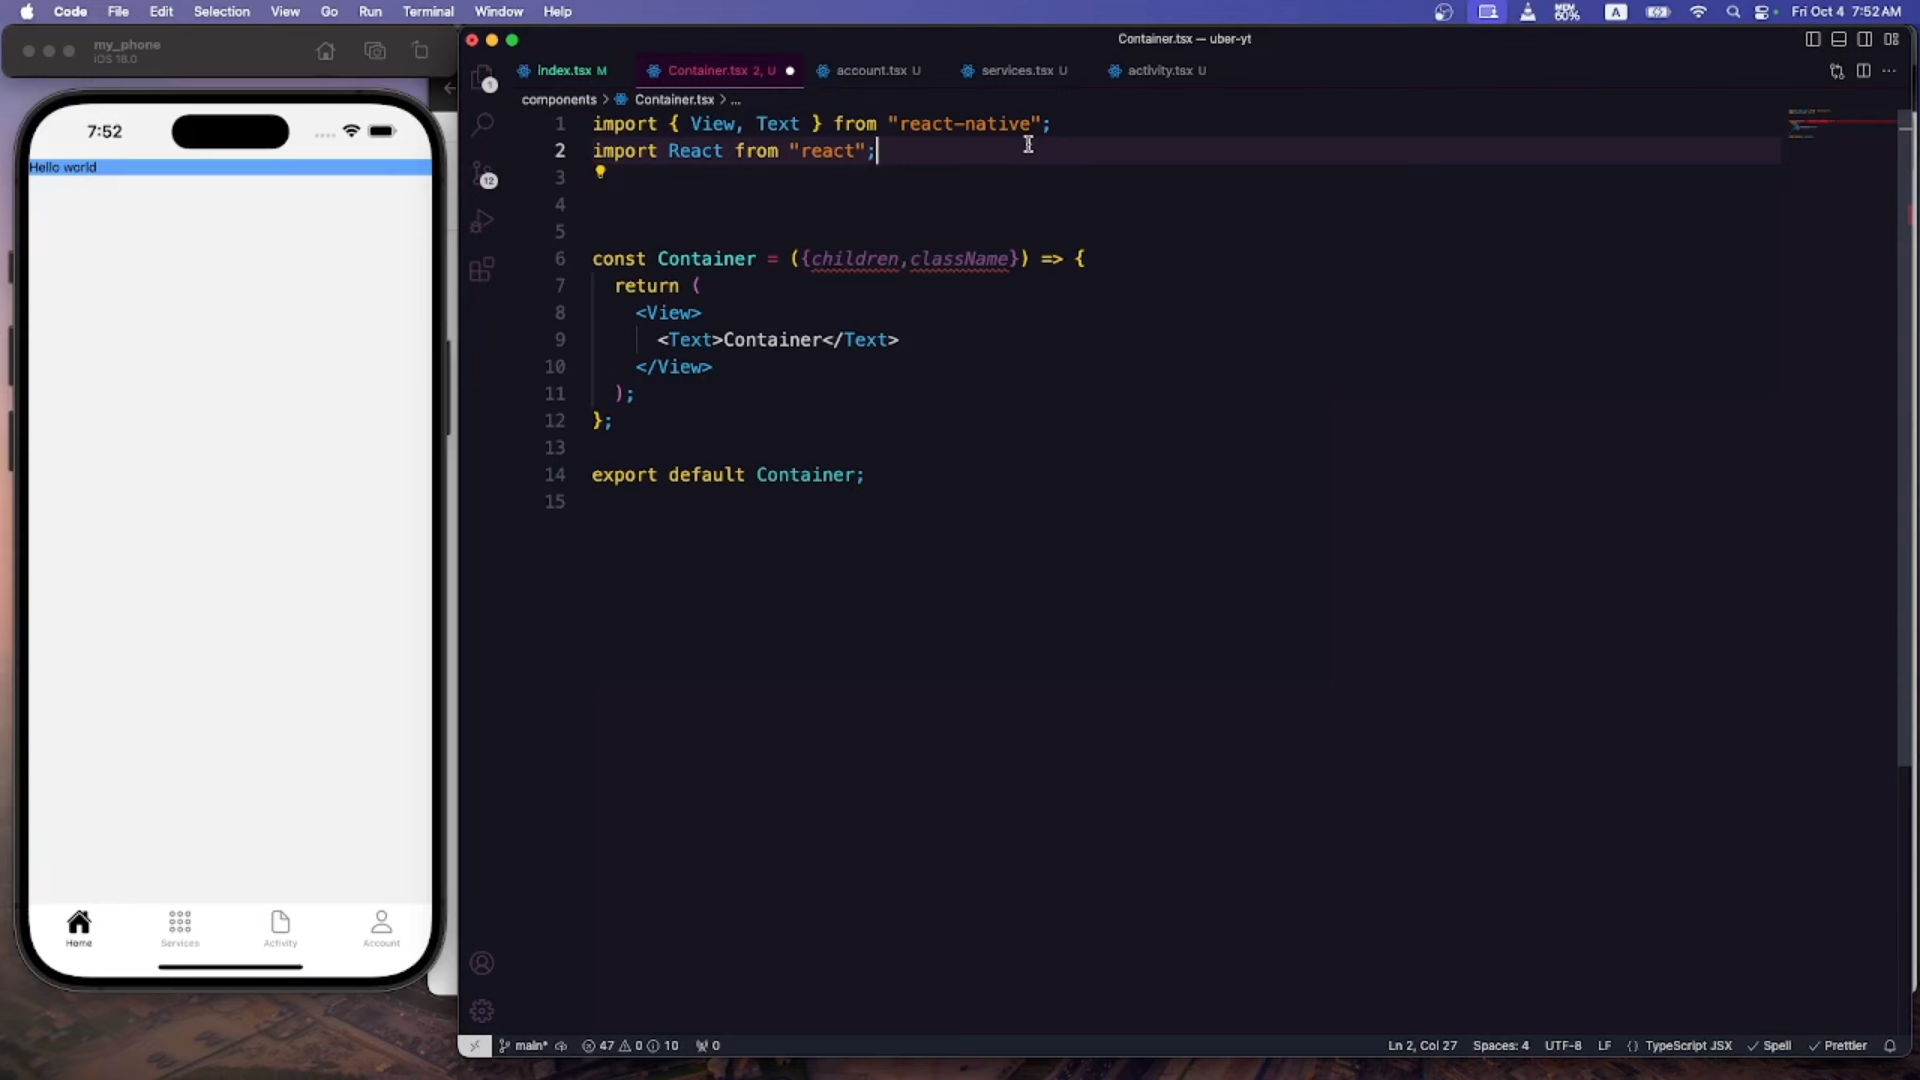 Code File Edit Selection View Go Run Terminal Window Help
MEM 60% A Fri Oct 4 7:52 AM
my_phone
iOS 18.0
Container.tsx — uber-yt
index.tsx M Container.tsx 2, U account.tsx U services.tsx U activity.tsx U
components > Container.tsx > ...
7:52
Hello world
Home Services Activity Account
1
12
1 import { View, Text } from "react-native";
2 import React from "react";
3
4
5
6 const Container = ({children,className}) => {
7 return (
8 <View>
9 <Text>Container</Text>
10 </View>
11 );
12 };
13
14 export default Container;
15
main* 47 0 10 0
Ln 2, Col 27 Spaces: 4 UTF-8 LF {} TypeScript JSX Spell Prettier